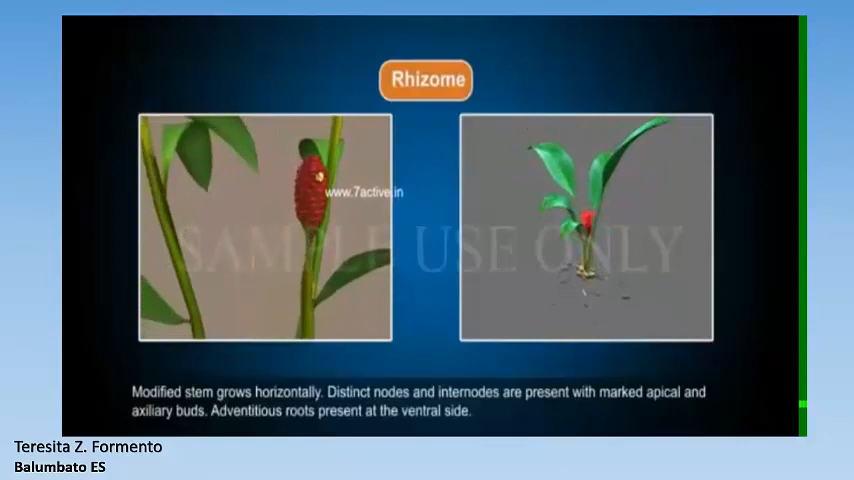 Rhizome
www.7active.in
SAMPLE USE ONLY
Modified stem grows horizontally. Distinct nodes and internodes are present with marked apical and
axiliary buds. Adventitious roots present at the ventral side.
Teresita Z. Formento
Balumbato ES